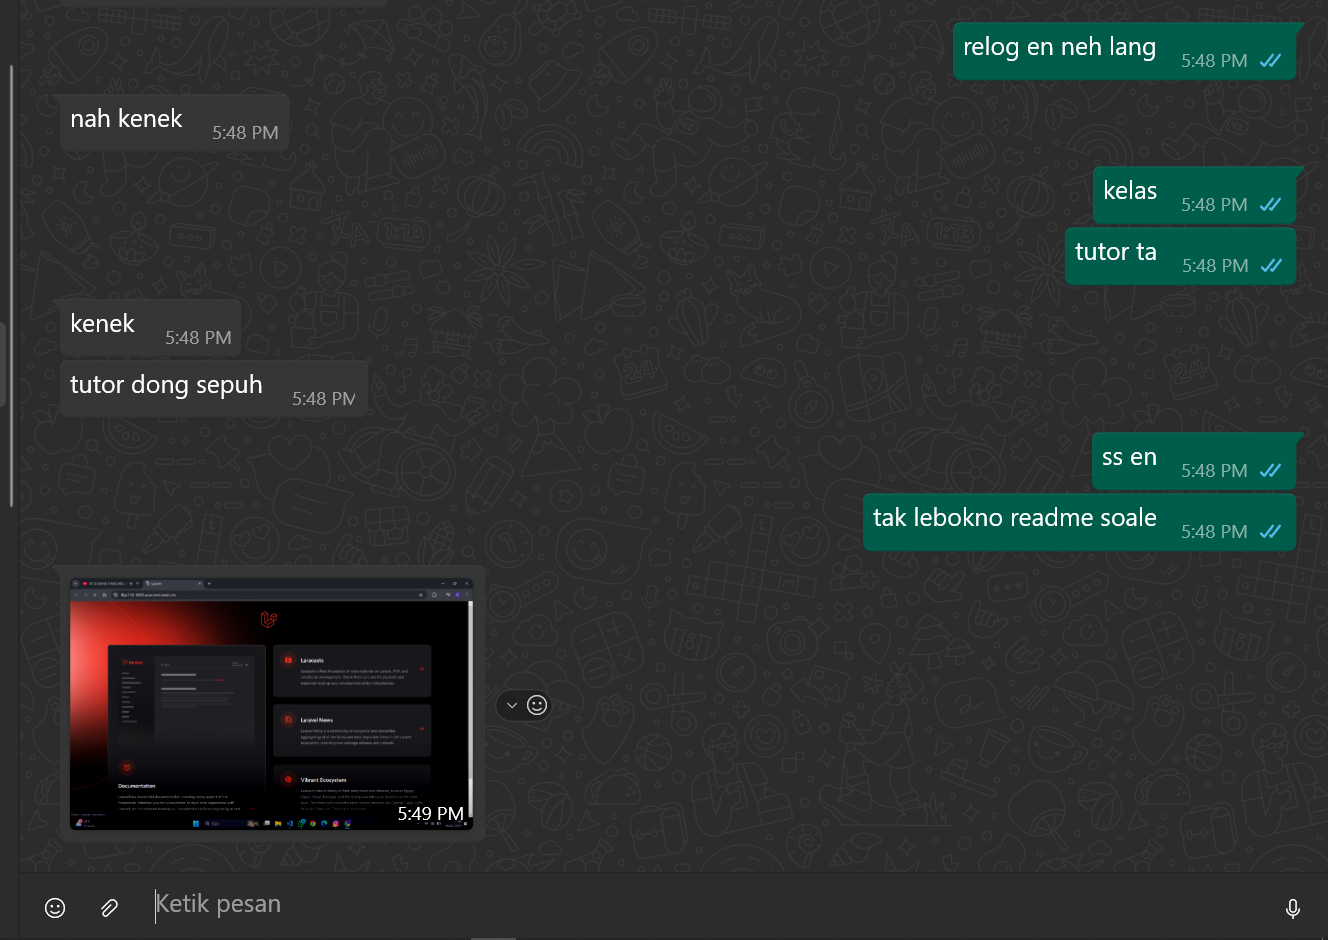 relog en neh lang
5:48 PM
nah kenek
5:48 PM
kelas
5:48 PM
tutor ta
5:48 PM
kenek
5:48 PM
tutor dong sepuh
5:48 PM
ss en
5:48 PM
tak lebokno readme soale
5:48 PM
Laracasts
Laravel News
Vibrant Ecosystem
Documentation
5:49 PM
Ketik pesan